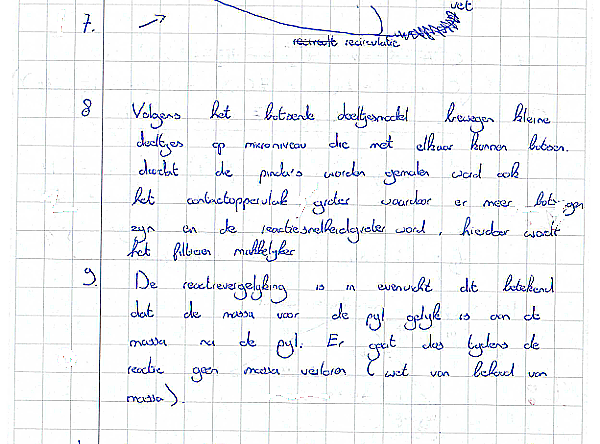 vet
7.
recirculatie
8 Volgens het botsende deeltjesmodel bewegen kleine
deeltjes op microniveau die met elkaar kunnen botsen.
doordat de pinda's worden gemalen word ook
het contactoppervlak groter waardoor er meer botsingen
zijn en de reactiesnelheid groter word, hierdoor wordt
het filtreren makkelijker
9. De reactievergelijking is in evenwicht dit betekend
dat de massa voor de pijl gelijk is aan de
massa na de pijl. Er gaat dus tijdens de
reactie geen massa verloren (wet van behoud van
massa).